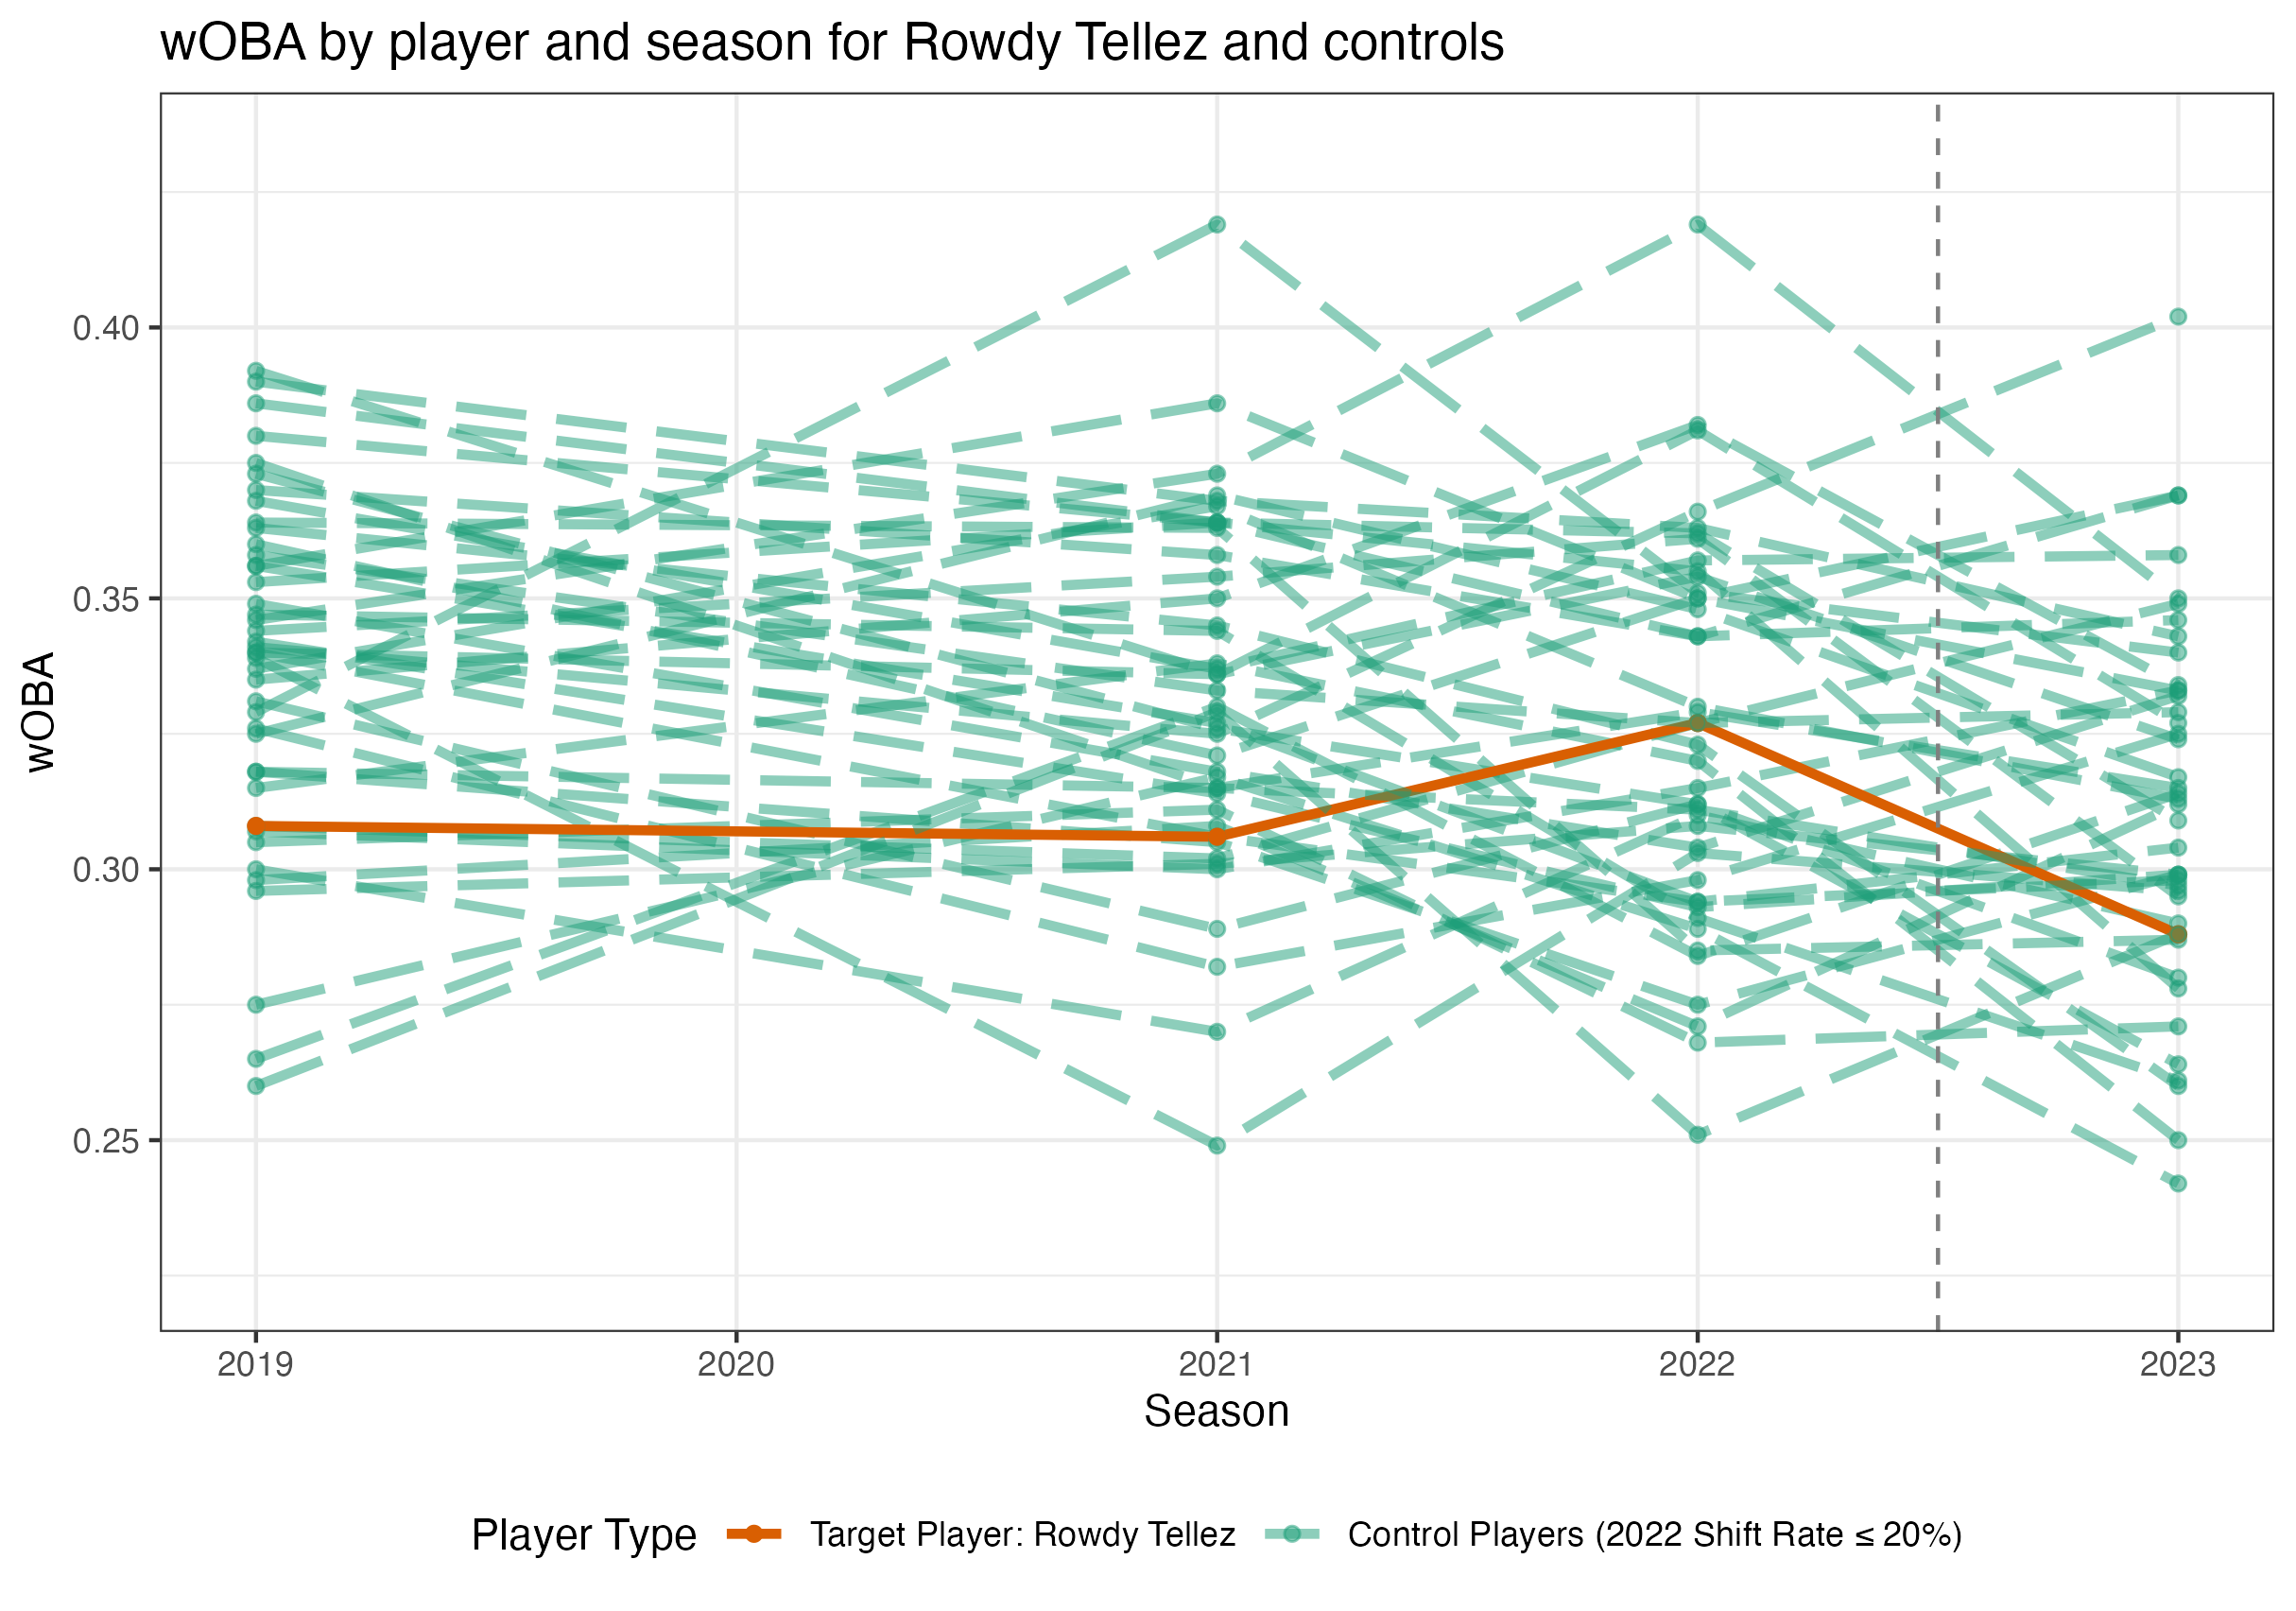 wOBA by player and season for Rowdy Tellez and controls
wOBA
0.40
0.35
0.30
0.25
2019 2020 2021 2022 2023
Season
Player Type Target Player: Rowdy Tellez Control Players (2022 Shift Rate ≤ 20%)